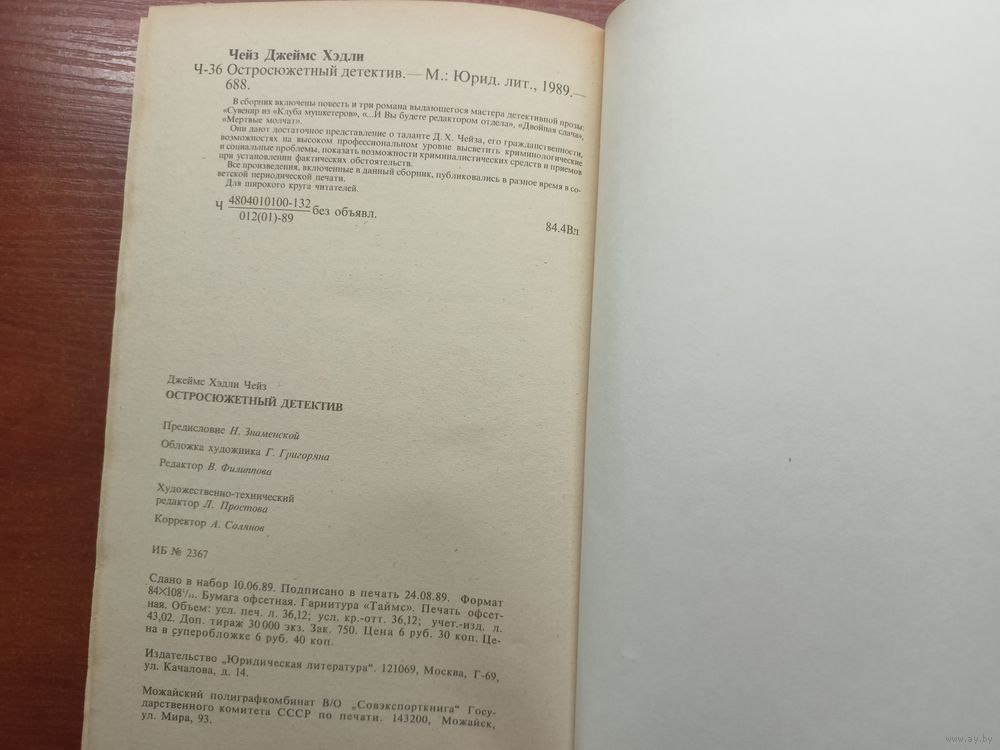 Чейз Джеймс Хэдли
Ч-36 Остросюжетный детектив.— М.: Юрид. лит., 1989.—
688.
В сборник включены повесть и три романа выдающегося мастера детективной прозы:
«Сувенир из «Клуба мушкетеров», «...И Вы будете редактором отдела», «Двойная сдача»,
«Мертвые молчат».
Они дают достаточное представление о таланте Д. Х. Чейза, его гражданственности,
возможностях на высоком профессиональном уровне высветить криминологические
и социальные проблемы, показать возможности криминалистических средств и приемов
при установлении фактических обстоятельств.
Все произведения, включенные в данный сборник, публиковались в разное время в со-
ветской периодической печати.
Для широкого круга читателей.
Ч 4804010100-132
012(01)-89 без объявл.
84.4Вл
Джеймс Хэдли Чейз
ОСТРОСЮЖЕТНЫЙ ДЕТЕКТИВ
Предисловие Н. Знаменской
Обложка художника Г. Григоряна
Редактор В. Филиппова
Художественно-технический
редактор Л. Простова
Корректор А. Солянов
ИБ № 2367
Сдано в набор 10.06.89. Подписано в печать 24.08.89. Формат
84×108¹/₃₂. Бумага офсетная. Гарнитура «Таймс». Печать офсет-
ная. Объем: усл. печ. л. 36,12; усл. кр.-отт. 36,12; учет.-изд. л.
43,02. Доп. тираж 30 000 экз. Зак. 750. Цена 6 руб. 30 коп. Це-
на в суперобложке 6 руб. 40 коп.
Издательство „Юридическая литература“. 121069, Москва, Г-69,
ул. Качалова, д. 14.
Можайский полиграфкомбинат В/О „Совэкспорткнига“ Госу-
дарственного комитета СССР по печати. 143200, Можайск,
ул. Мира, 93.
www.ay.by